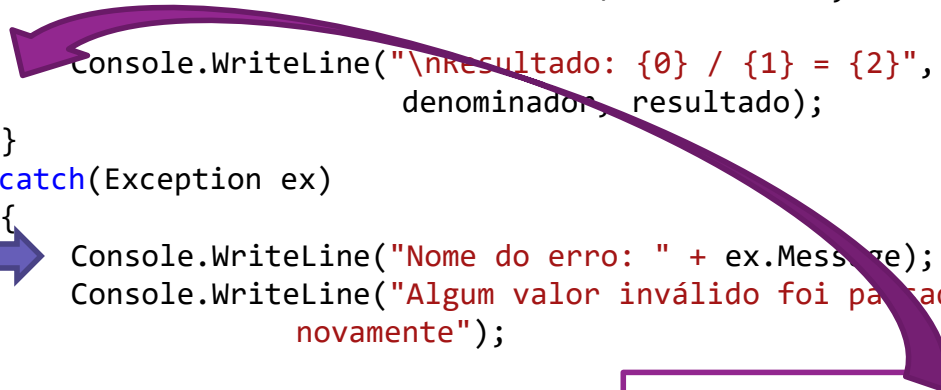 Console.WriteLine("\nResultado: {0} / {1} = {2}",
denominador, resultado);
}
catch(Exception ex)
{
Console.WriteLine("Nome do erro: " + ex.Message);
Console.WriteLine("Algum valor inválido foi
novamente");